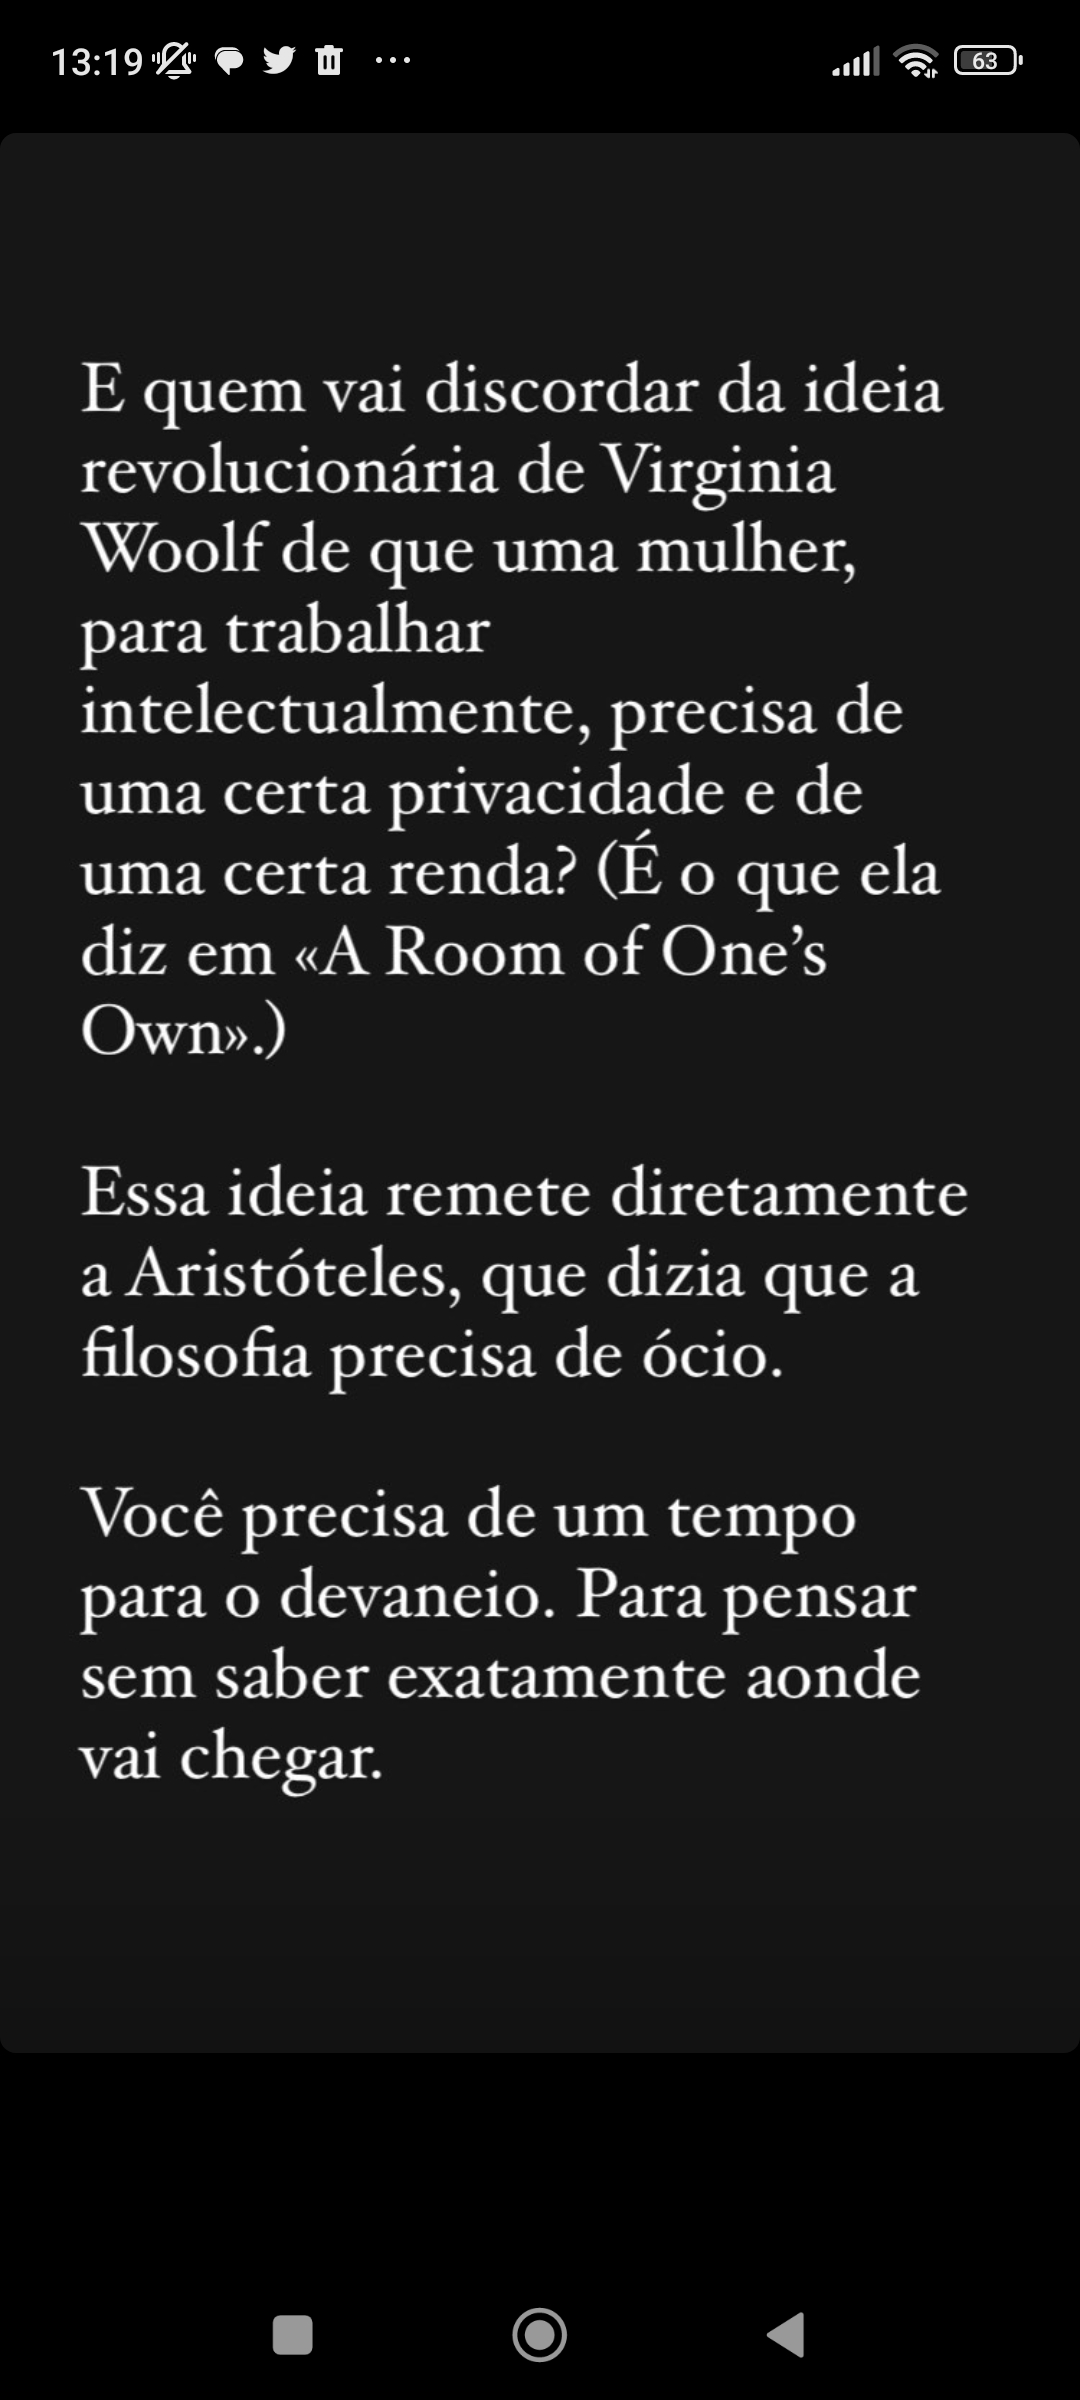 13:19
63
E quem vai discordar da ideia
revolucionária de Virginia
Woolf de que uma mulher,
para trabalhar
intelectualmente, precisa de
uma certa privacidade e de
uma certa renda? (É o que ela
diz em «A Room of One’s
Own».)
Essa ideia remete diretamente
a Aristóteles, que dizia que a
filosofia precisa de ócio.
Você precisa de um tempo
para o devaneio. Para pensar
sem saber exatamente aonde
vai chegar.